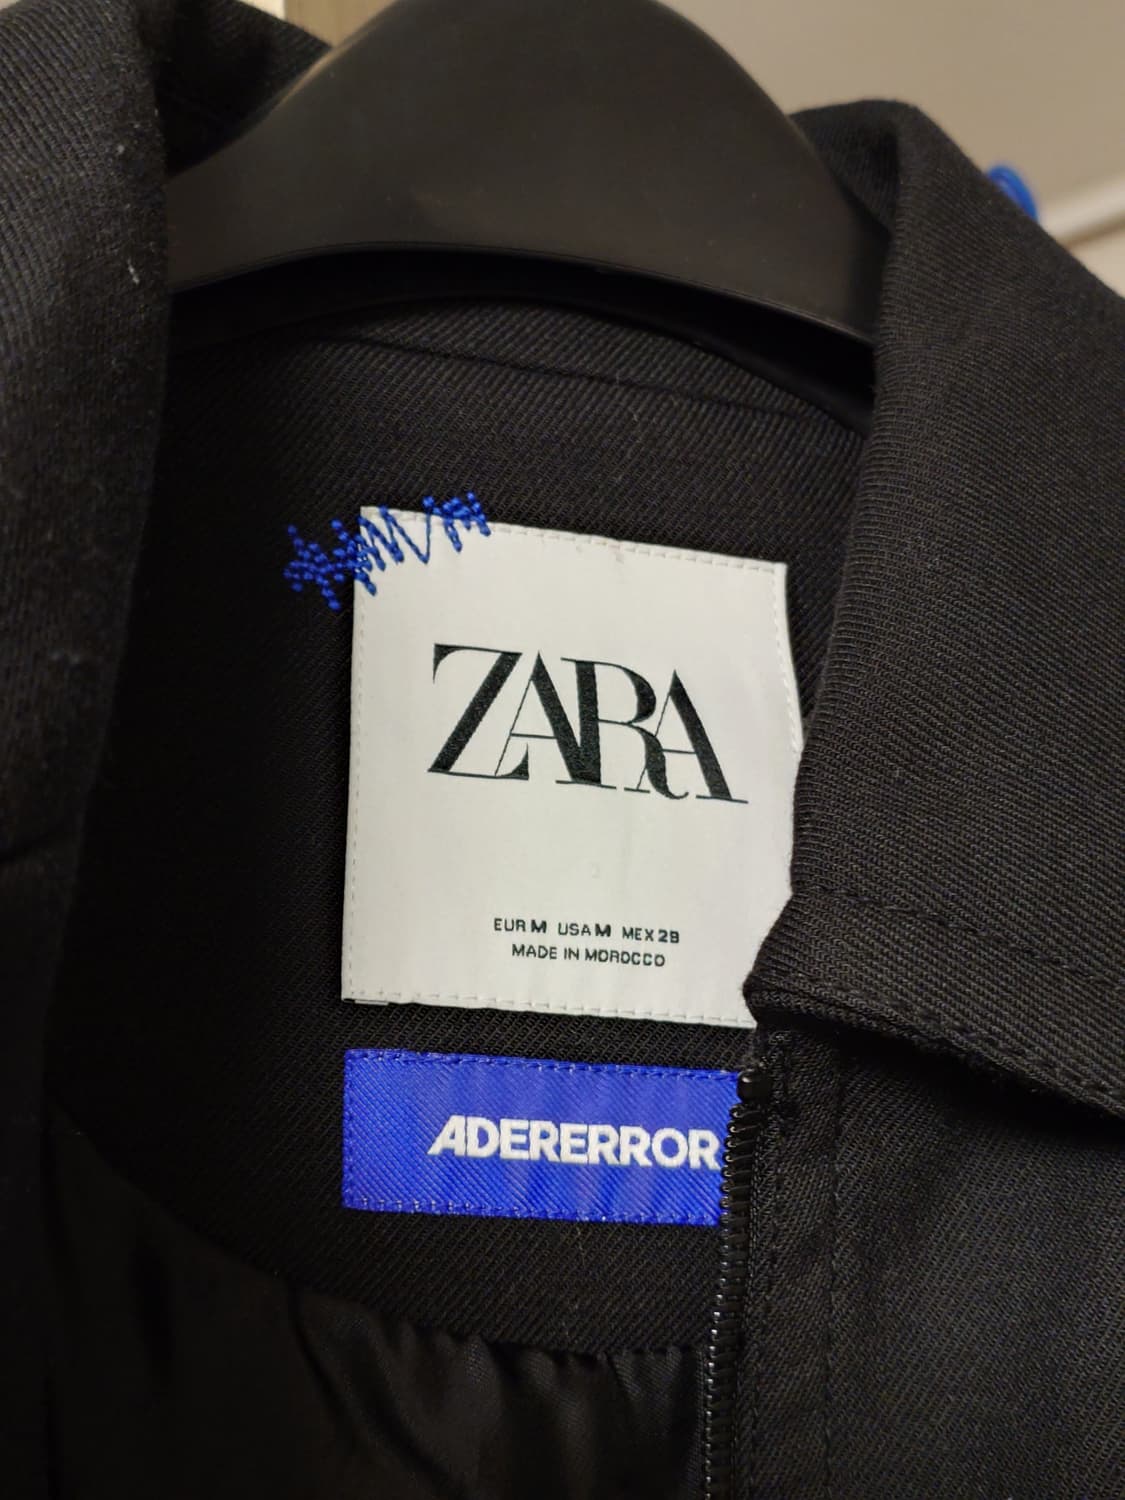 ZARA
EUR M USA M MEX 28
MADE IN MOROCCO
ADERERROR